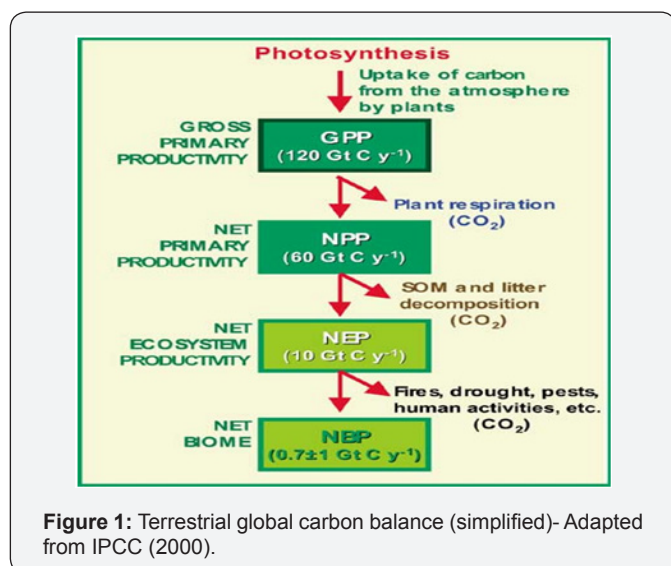 Photosynthesis
Uptake of carbon
from the atmosphere
by plants
GROSS
PRIMARY
PRODUCTIVITY
GPP
(120 Gt C y⁻¹)
Plant respiration
(CO₂)
NET
PRIMARY
PRODUCTIVITY
NPP
(60 Gt C y⁻¹)
SOM and litter
decomposition
(CO₂)
NET
ECOSYSTEM
PRODUCTIVITY
NEP
(10 Gt C y⁻¹)
Fires, drought, pests,
human activities, etc.
(CO₂)
NET
BIOME
NBP
(0.7±1 Gt C y⁻¹)
Figure 1: Terrestrial global carbon balance (simplified)- Adapted
from IPCC (2000).